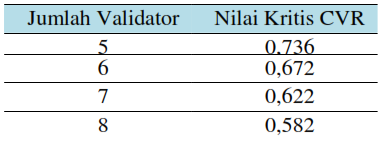 Jumlah Validator Nilai Kritis CVR
5 0,736
6 0,672
7 0,622
8 0,582